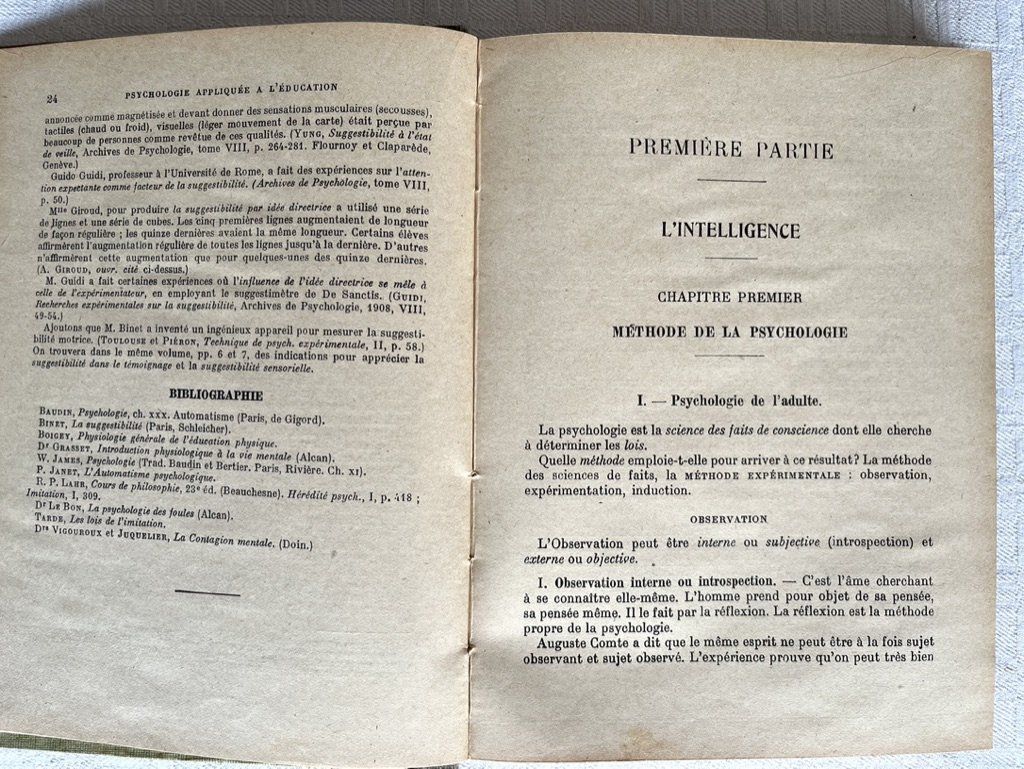 24
PSYCHOLOGIE APPLIQUÉE A L'ÉDUCATION
annoncée comme magnétisée et devant donner des sensations musculaires (secousses),
tactiles (chaud ou froid), visuelles (léger mouvement de la carte) était perçue par
beaucoup de personnes comme revêtue de ces qualités. (YUNG, Suggestibilité à l'état
de veille, Archives de Psychologie, tome VIII, p. 264-281. Flournoy et Claparède,
Genève.)
Guido Guidi, professeur à l'Université de Rome, a fait des expériences sur l'atten-
tion expectante comme facteur de la suggestibilité. (Archives de Psychologie, tome VIII,
p. 50.)
Mlle Giroud, pour produire la suggestibilité par idée directrice a utilisé une série
de lignes et une série de cubes. Les cinq premières lignes augmentaient de longueur
de façon régulière ; les quinze dernières avaient la même longueur. Certains élèves
affirmèrent l'augmentation régulière de toutes les lignes jusqu'à la dernière. D'autres
n'affirmèrent cette augmentation que pour quelques-unes des quinze dernières.
(A. GIROUD, ouvr. cité ci-dessus.)
M. Guidi a fait certaines expériences où l'influence de l'idée directrice se mêle à
celle de l'expérimentateur, en employant le suggestimètre de De Sanctis. (GUIDI,
Recherches expérimentales sur la suggestibilité, Archives de Psychologie, 1908, VIII,
49-54.)
Ajoutons que M. Binet a inventé un ingénieux appareil pour mesurer la suggesti-
bilité motrice. (TOULOUSE et PIÉRON, Technique de psych. expérimentale, II, p. 58.)
On trouvera dans le même volume, pp. 6 et 7, des indications pour apprécier la
suggestibilité dans le témoignage et la suggestibilité sensorielle.
BIBLIOGRAPHIE
BAUDIN, Psychologie, ch. XXX. Automatisme (Paris, de Gigord).
BINET, La suggestibilité (Paris, Schleicher).
BOIGEY, Physiologie générale de l'éducation physique.
Dr GRASSET, Introduction physiologique à la vie mentale (Alcan).
W. JAMES, Psychologie (Trad. Baudin et Bertier. Paris, Rivière. Ch. XI).
P. JANET, L'Automatisme psychologique.
R. P. LAHR, Cours de philosophie, 23e éd. (Beauchesne). Hérédité psych., I, p. 418 ;
Imitation, I, 309.
Dr LE BON, La psychologie des foules (Alcan).
TARDE, Les lois de l'imitation.
Drs VIGOUROUX et JUQUELIER, La Contagion mentale. (Doin.)
PREMIÈRE PARTIE
L'INTELLIGENCE
CHAPITRE PREMIER
MÉTHODE DE LA PSYCHOLOGIE
I. — Psychologie de l'adulte.
La psychologie est la science des faits de conscience dont elle cherche
à déterminer les lois.
Quelle méthode emploie-t-elle pour arriver à ce résultat? La méthode
des sciences de faits, la MÉTHODE EXPÉRIMENTALE : observation,
expérimentation, induction.
OBSERVATION
L'Observation peut être interne ou subjective (introspection) et
externe ou objective.
I. Observation interne ou introspection. — C'est l'âme cherchant
à se connaître elle-même. L'homme prend pour objet de sa pensée,
sa pensée même. Il le fait par la réflexion. La réflexion est la méthode
propre de la psychologie.
Auguste Comte a dit que le même esprit ne peut être à la fois sujet
observant et sujet observé. L'expérience prouve qu'on peut très bien